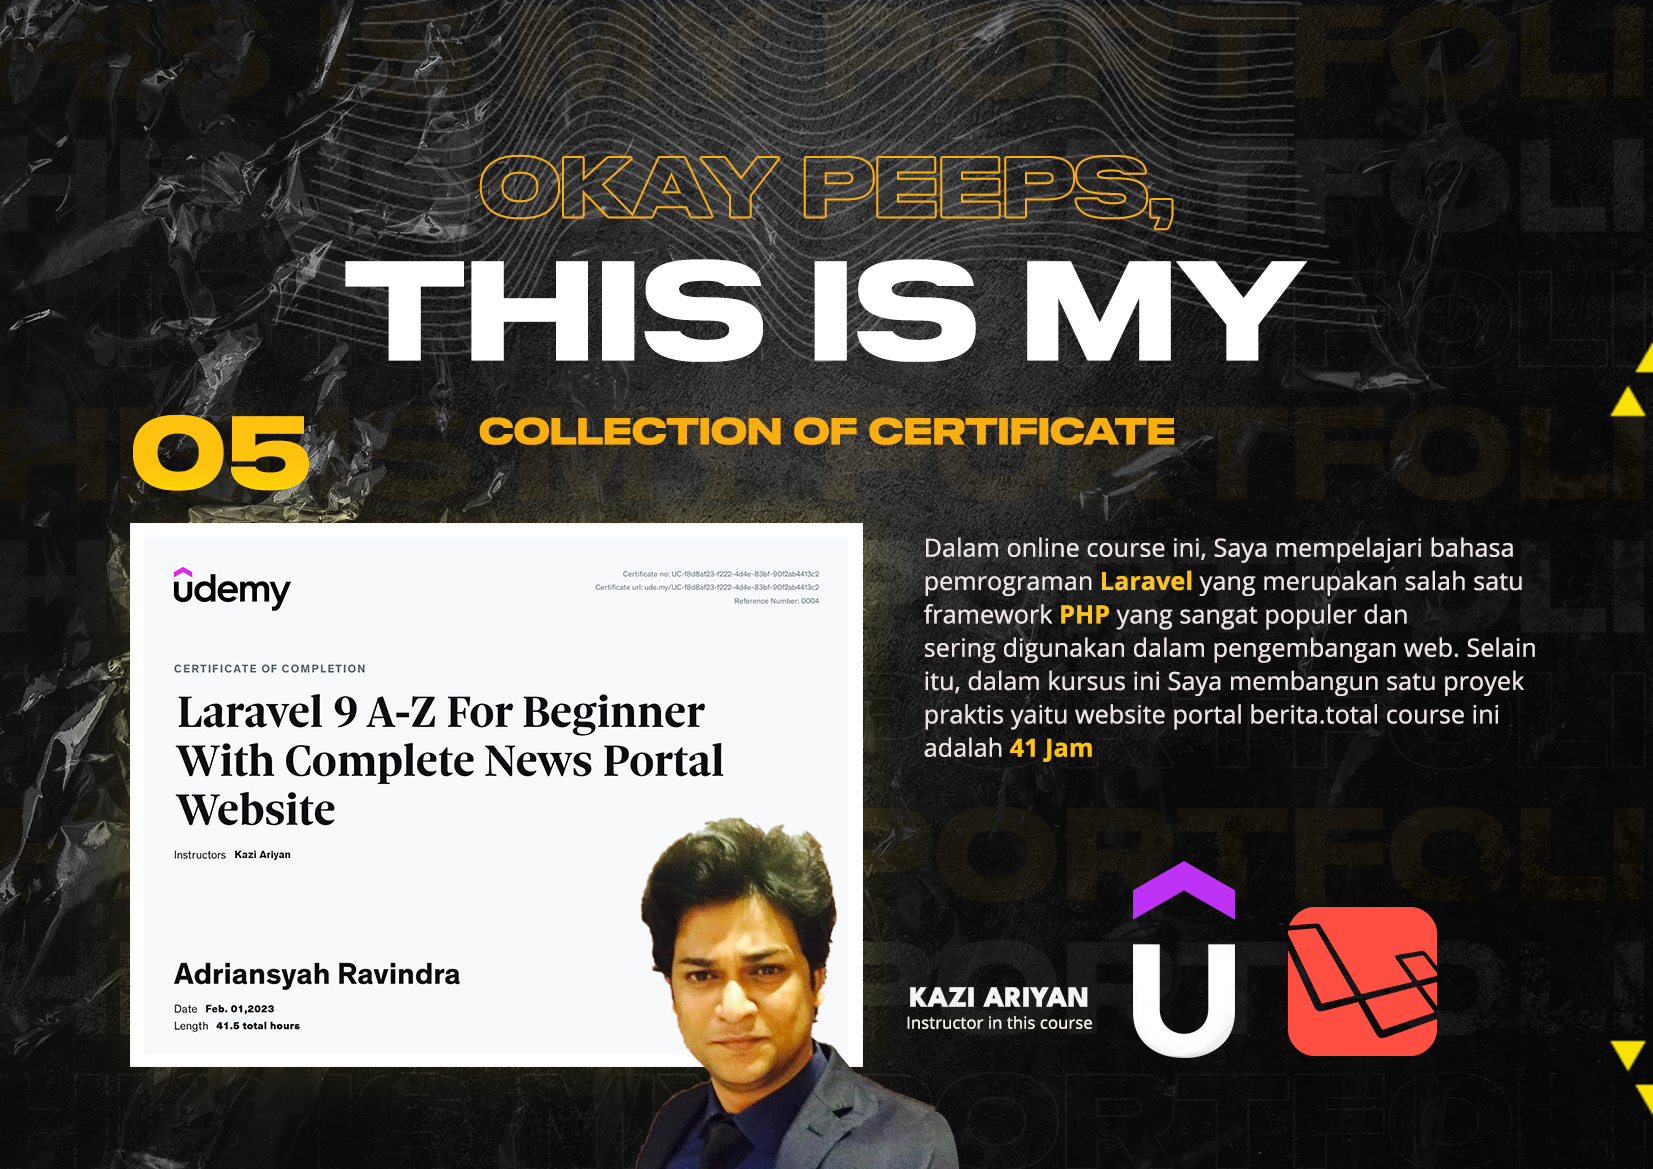 OKAY PEEPS,
THIS IS MY
COLLECTION OF CERTIFICATE
05
udemy
Certificate no: UC-f8d8af23-f222-4d4e-83bf-90f2ab4413c2
Certificate url: ude.my/UC-f8d8af23-f222-4d4e-83bf-90f2ab4413c2
Reference Number: 0004
CERTIFICATE OF COMPLETION
Laravel 9 A-Z For Beginner
With Complete News Portal
Website
Instructors Kazi Ariyan
Adriansyah Ravindra
Date Feb. 01,2023
Length 41.5 total hours
Dalam online course ini, Saya mempelajari bahasa
pemrograman Laravel yang merupakan salah satu
framework PHP yang sangat populer dan
sering digunakan dalam pengembangan web. Selain
itu, dalam kursus ini Saya membangun satu proyek
praktis yaitu website portal berita.total course ini
adalah 41 Jam
KAZI ARIYAN
Instructor in this course